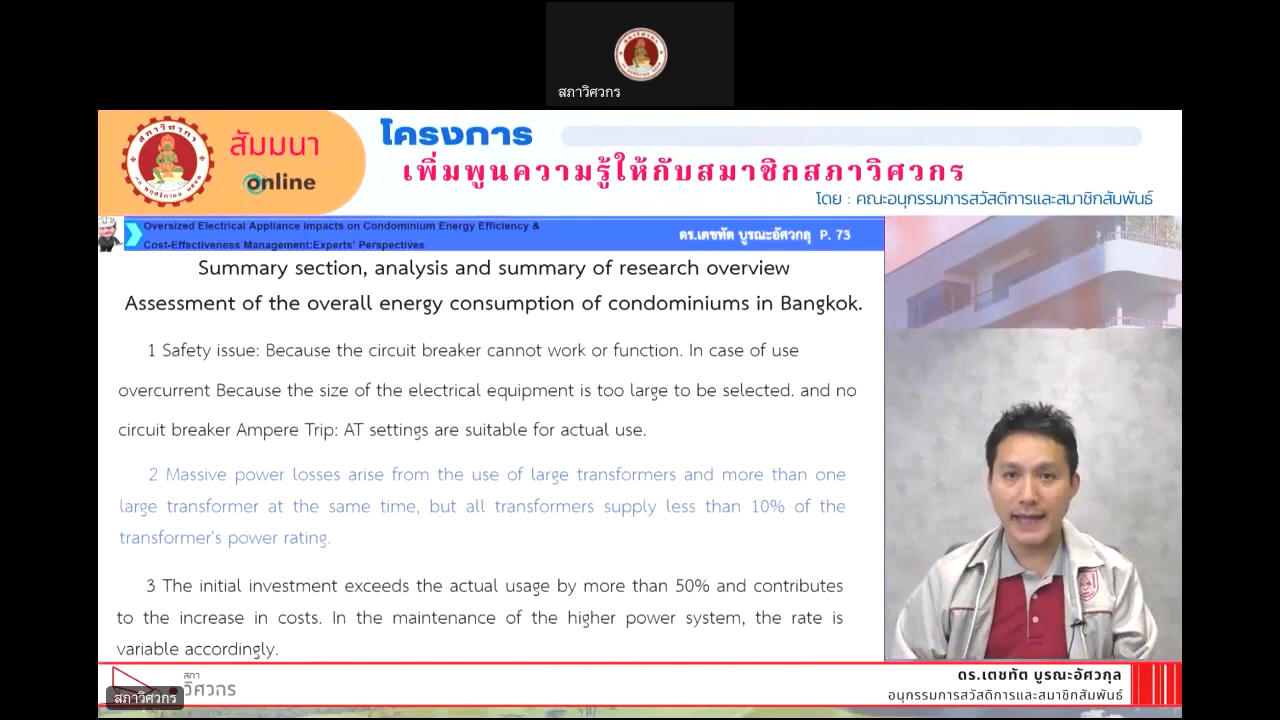 สภาวิศวกร
สภาวิศวกร
สัมมนา
online
โครงการ
เพิ่มพูนความรู้ให้กับสมาชิกสภาวิศวกร
โดย : คณะอนุกรรมการสวัสดิการและสมาชิกสัมพันธ์
Oversized Electrical Appliance Impacts on Condominium Energy Efficiency &
Cost-Effectiveness Management:Experts' Perspectives
ดร.เตชทัต บูรณะอัศวกลุ P. 73
Summary section, analysis and summary of research overview
Assessment of the overall energy consumption of condominiums in Bangkok.
1 Safety issue: Because the circuit breaker cannot work or function. In case of use
overcurrent Because the size of the electrical equipment is too large to be selected. and no
circuit breaker Ampere Trip: AT settings are suitable for actual use.
2 Massive power losses arise from the use of large transformers and more than one
large transformer at the same time, but all transformers supply less than 10% of the
transformer's power rating.
3 The initial investment exceeds the actual usage by more than 50% and contributes
to the increase in costs. In the maintenance of the higher power system, the rate is
variable accordingly.
สภา
วิศวกร
สภาวิศวกร
ดร.เตชทัต บูรณะอัศวกุล
อนุกรรมการสวัสดิการและสมาชิกสัมพันธ์